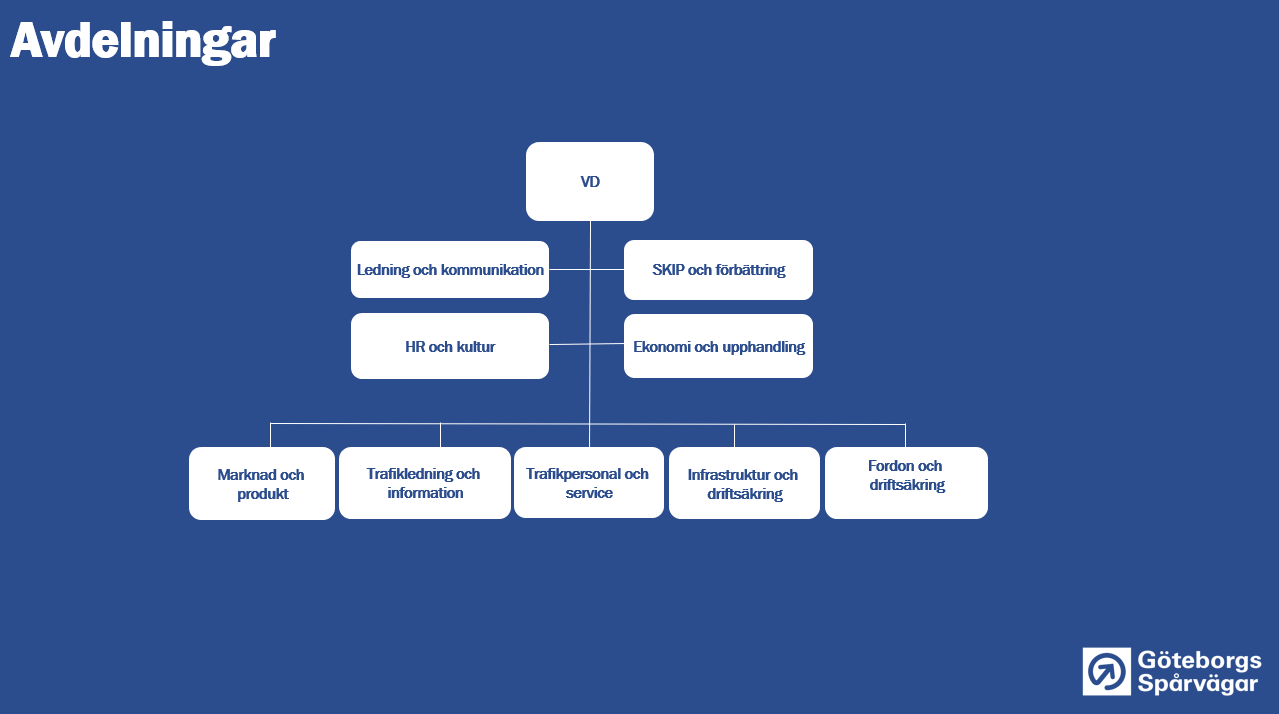 Avdelningar
VD
Ledning och kommunikation
SKIP och förbättring
HR och kultur
Ekonomi och upphandling
Marknad och
produkt
Trafikledning och
information
Trafikpersonal och
service
Infrastruktur och
driftsäkring
Fordon och
driftsäkring
Göteborgs
Spårvägar